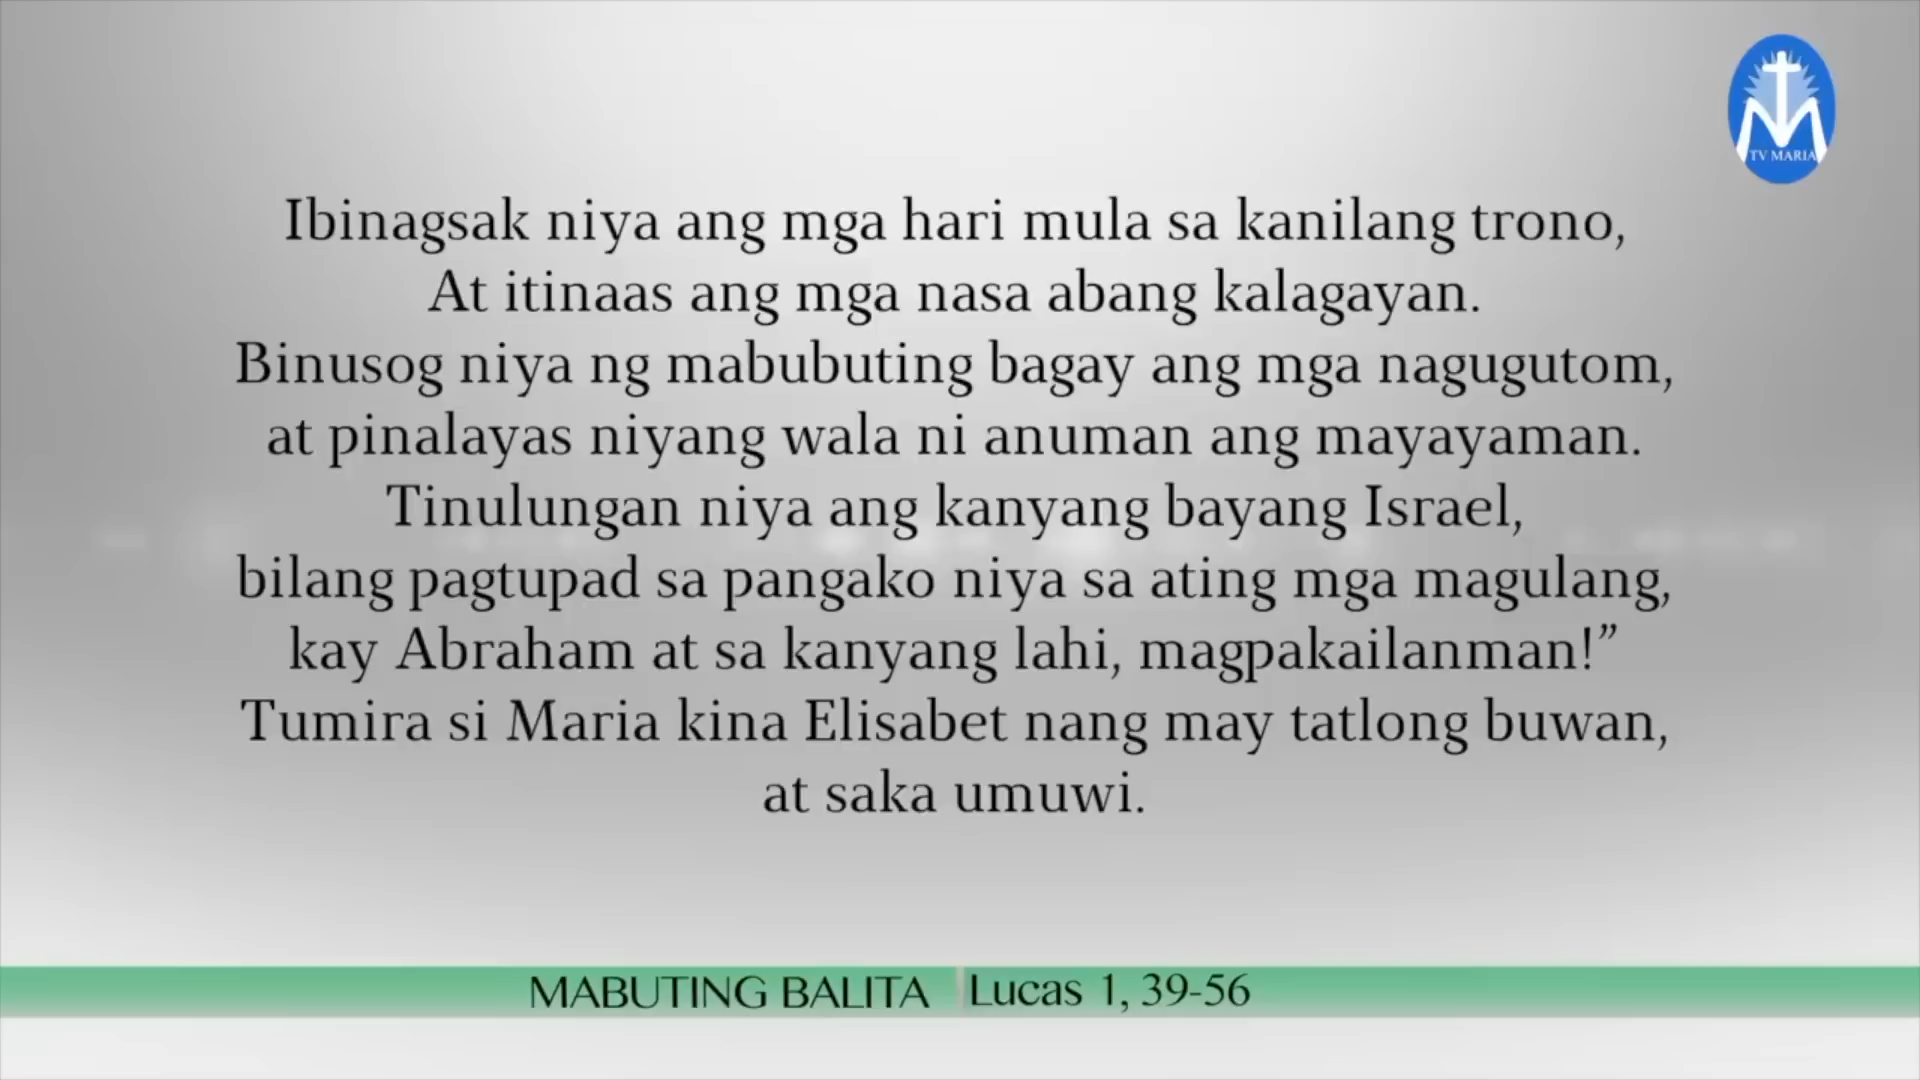 TV MARIA
Ibinagsak niya ang mga hari mula sa kanilang trono,
At itinaas ang mga nasa abang kalagayan.
Binusog niya ng mabubuting bagay ang mga nagugutom,
at pinalayas niyang wala ni anuman ang mayayaman.
Tinulungan niya ang kanyang bayang Israel,
bilang pagtupad sa pangako niya sa ating mga magulang,
kay Abraham at sa kanyang lahi, magpakailanman!”
Tumira si Maria kina Elisabet nang may tatlong buwan,
at saka umuwi.
MABUTING BALITA Lucas 1, 39-56